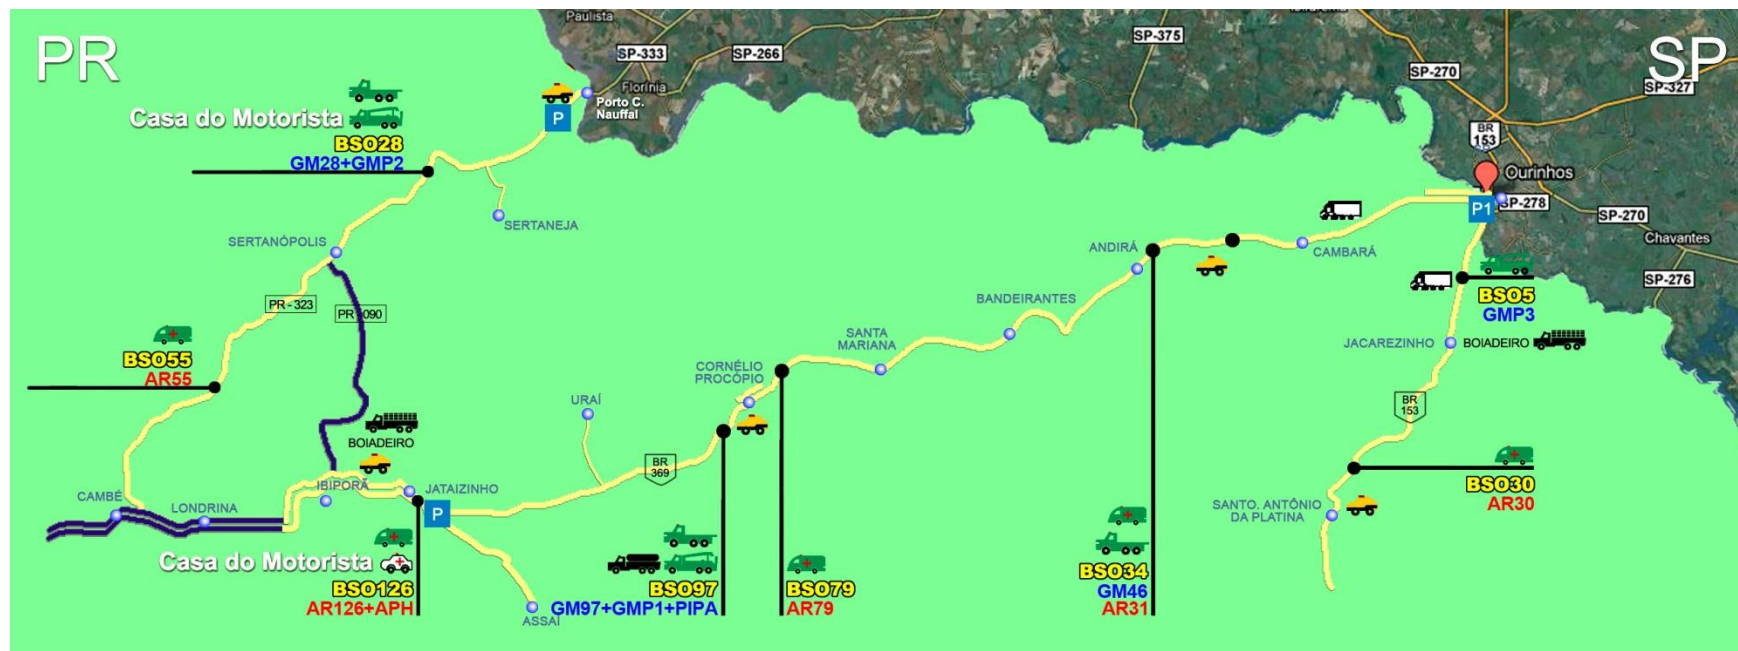 PR
SP
Paulista
SP-333
SP-266
SP-375
SP-270
SP-327
Florínia
Porto C.
Nauffal
P
Casa do Motorista
BSO28
GM28+GMP2
BR
153
Ourinhos
P1
SP-278
SP-270
Chavantes
SP-276
SERTANEJA
SERTANÓPOLIS
ANDIRÁ
CAMBARÁ
BSO5
GMP3
PR - 323
PR - 090
BANDEIRANTES
SANTA
MARIANA
JACAREZINHO
BOIADEIRO
BSO55
AR55
CORNÉLIO
PROCÓPIO
URAÍ
BR
153
BOIADEIRO
BR
369
CAMBÉ
LONDRINA
IBIPORÃ
JATAIZINHO
P
BSO30
AR30
SANTO. ANTÔNIO
DA PLATINA
Casa do Motorista
BSO126
AR126+APH
ASSAÍ
BSO97
GM97+GMP1+PIPA
BSO79
AR79
BSO34
GM46
AR31